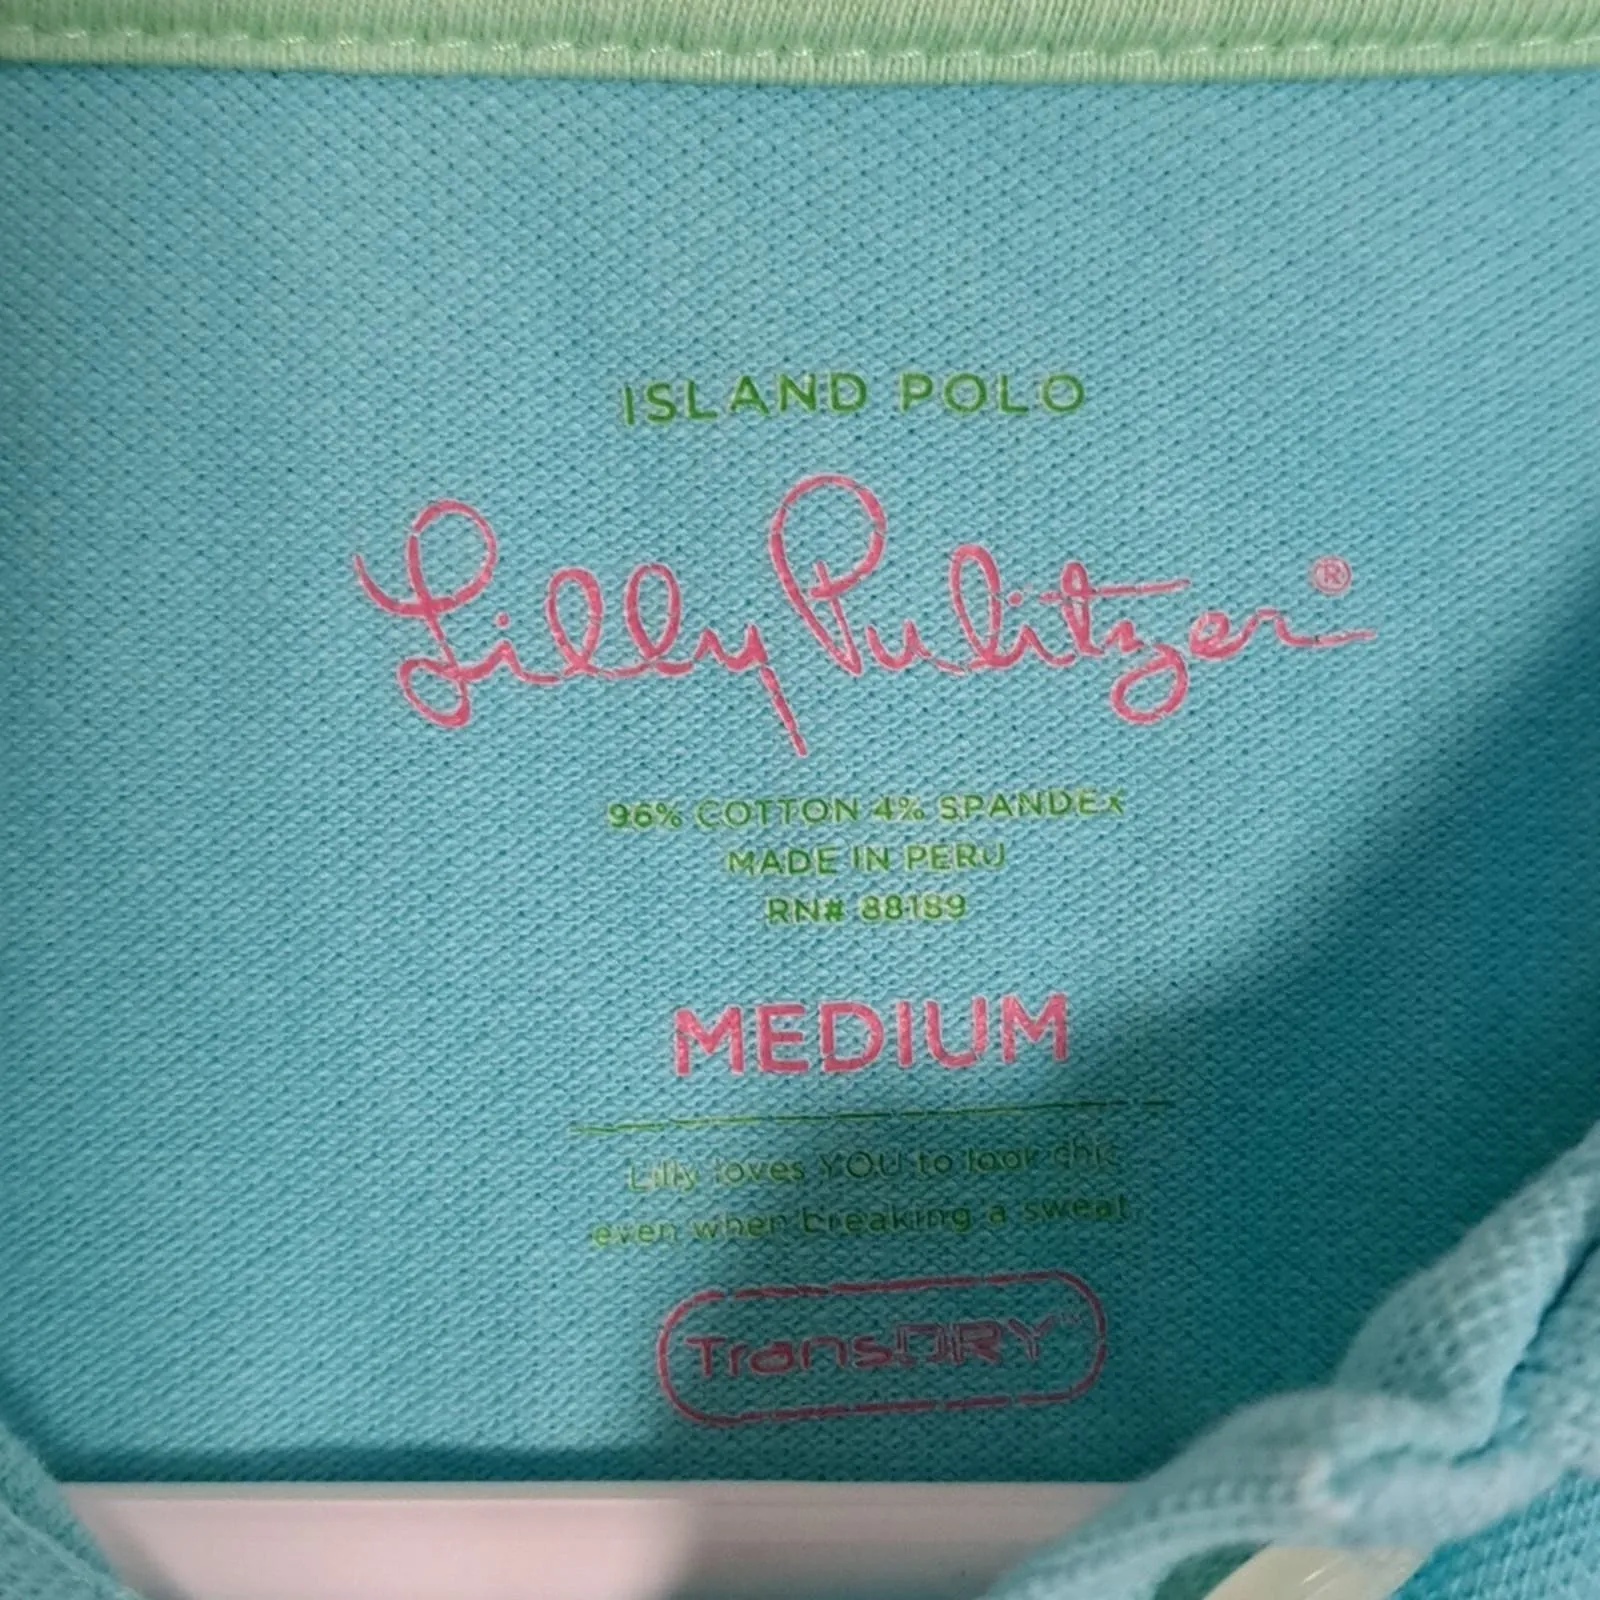 ISLAND POLO
Lilly Pulitzer®
96% COTTON 4% SPANDEX
MADE IN PERU
RN# 88189
MEDIUM
Lilly loves YOU to look chic
even when breaking a sweat.
TransDRY™